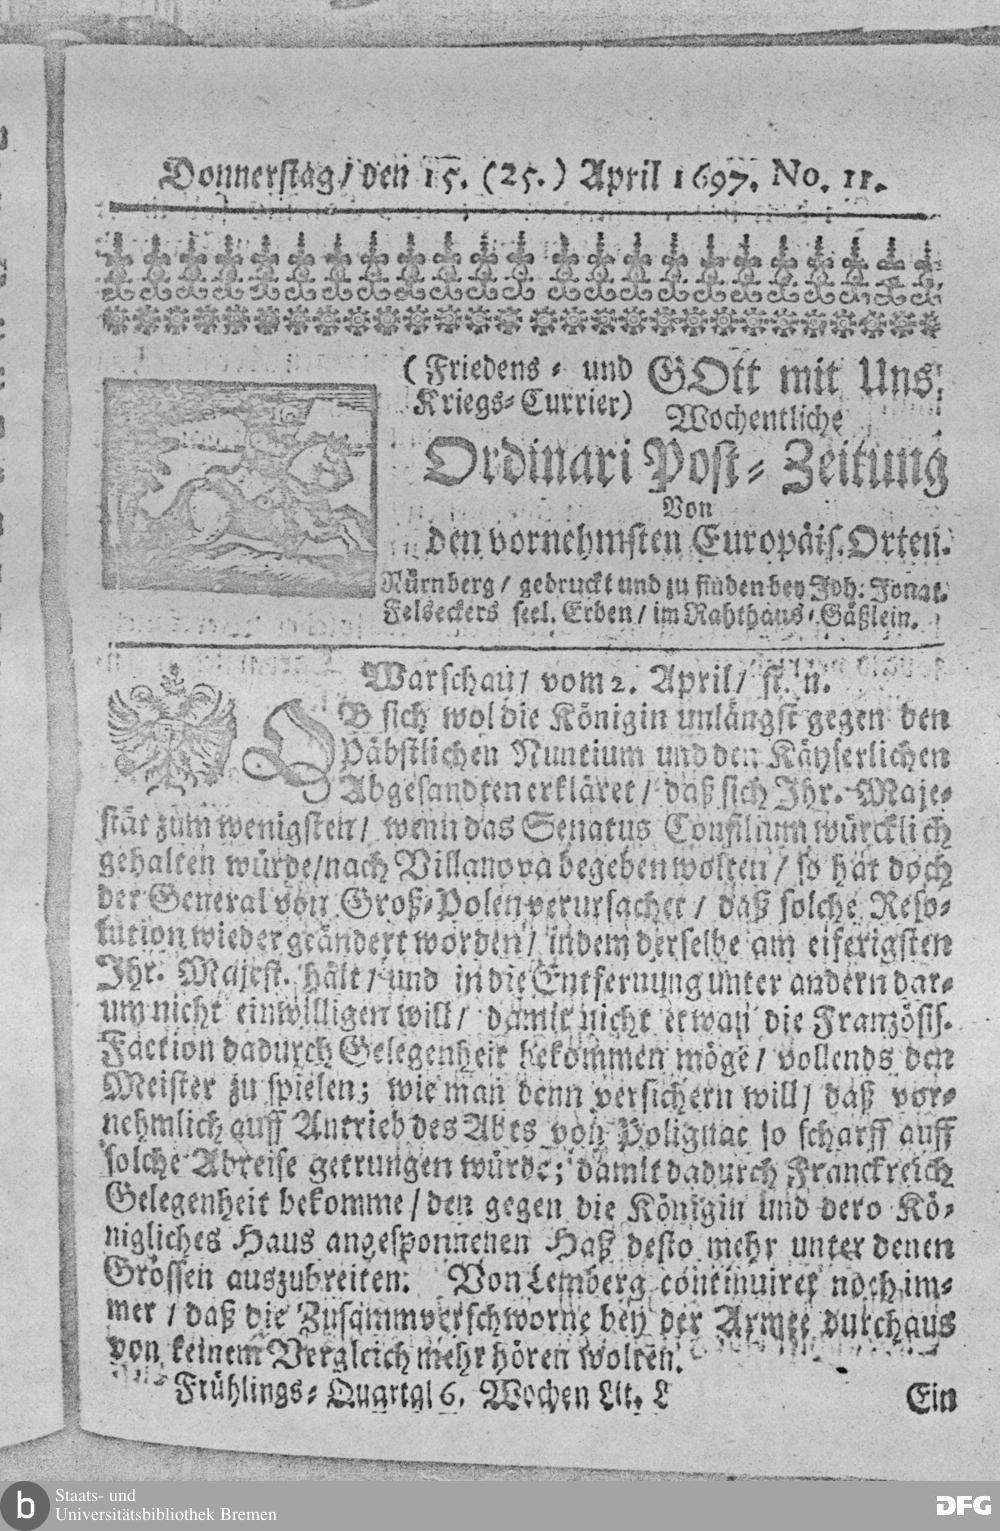 Donnerstag/ den 15. (25.) April 1697. No. 11.
(Friedens- und
Kriegs-Currier)
GOtt mit Uns!
Wochentliche
Ordinari Post-Zeitung
Von
den vornehmsten Europäis. Orten.
Nürnberg/ gedruckt und zu finden bey Joh: Jonat.
Felseckers seel. Erben/ im Rahthaus-Gäßlein.
Warschau/ vom 2. April/ st. n.
OB sich wol die Königin unlängst gegen den
Päbstlichen Nuntium und den Käyserlichen
Abgesandten erkläret/ daß sich Ihr. Maje-
stät zum wenigsten/ wenn das Senatus Consilium würcklich
gehalten würde/ nach Villanova begeben wolten/ so hat doch
der General von Groß-Polen verursachet/ daß solche Reso-
lution wieder geändert worden/ indem derselbe am eiferigsten
Ihr. Majest. hält/ und in die Entfernung unter andern dar-
um nicht einwilligen will/ damit nicht etwan die Französis.
Faction dadurch Gelegenheit bekommen möge/ vollends den
Meister zu spielen; wie man denn versichern will/ daß vor-
nehmlich auff Antrieb des Abts von Polignac so scharff auff
solche Abreise getrungen würde; damit dadurch Franckreich
Gelegenheit bekomme/ den gegen die Königin und dero Kö-
nigliches Haus angesponnenen Haß desto mehr unter denen
Grossen auszubreiten. Von Lemberg continuiret noch im-
mer/ daß die Zusammverschworne bey der Armee durchaus
von keinem Vergleich mehr hören wolten.
Frühlings-Quartal 6. Wochen Lit. L
Ein
b
Staats- und
Universitätsbibliothek Bremen
DFG